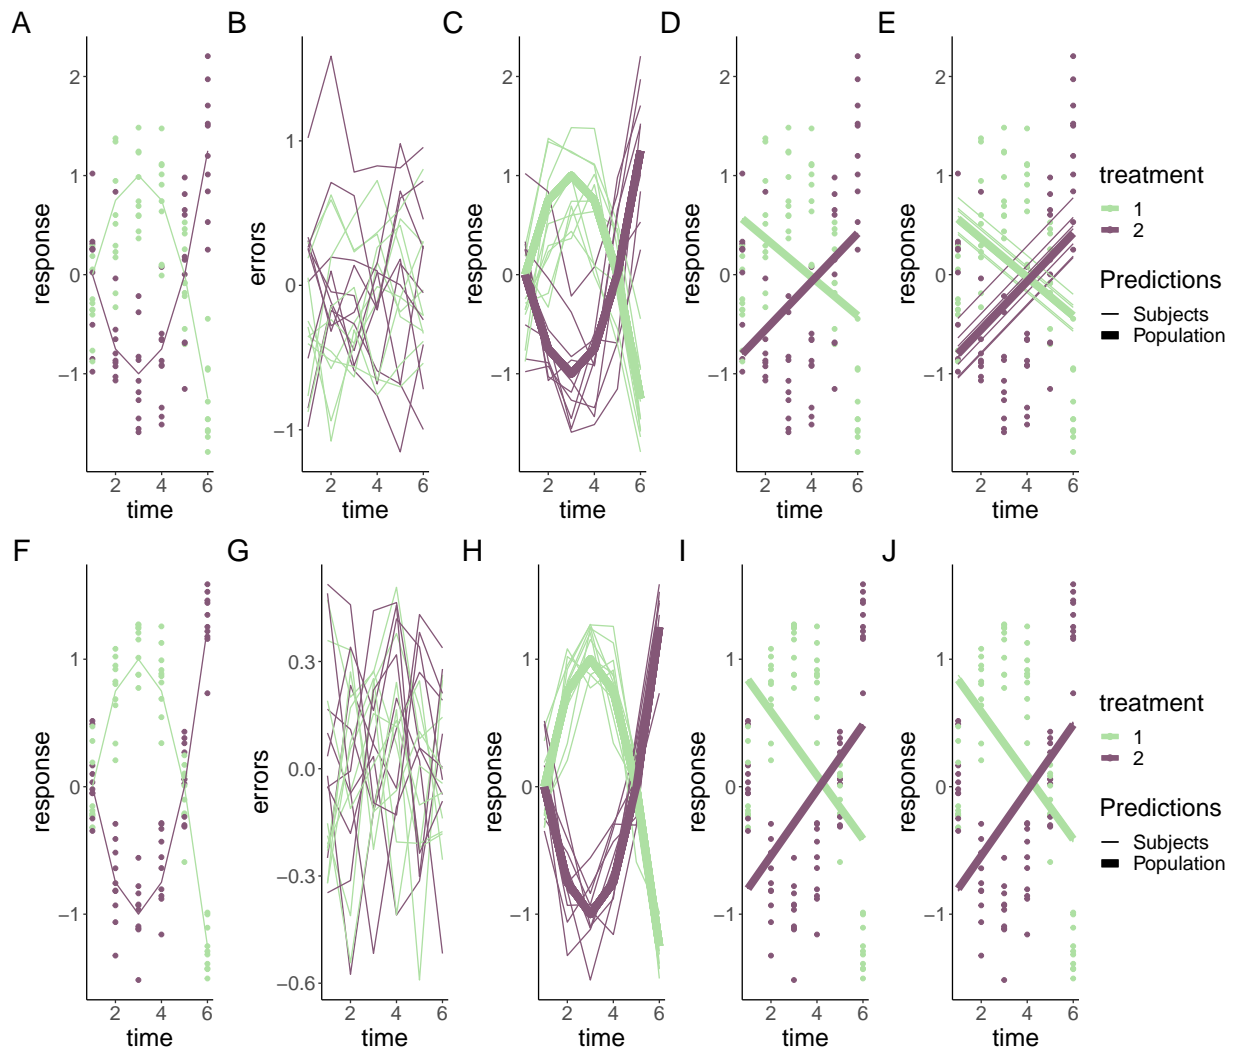 A B C D E
2
1
0
−1
response
2 4 6
time
1
0
−1
errors
2 4 6
time
2
1
0
−1
response
2 4 6
time
2
1
0
−1
response
2 4 6
time
2
1
0
−1
response
2 4 6
time
treatment
1
2
Predictions
Subjects
Population
F G H I J
1
0
−1
response
2 4 6
time
0.3
0.0
−0.3
−0.6
errors
2 4 6
time
1
0
−1
response
2 4 6
time
1
0
−1
response
2 4 6
time
1
0
−1
response
2 4 6
time
treatment
1
2
Predictions
Subjects
Population